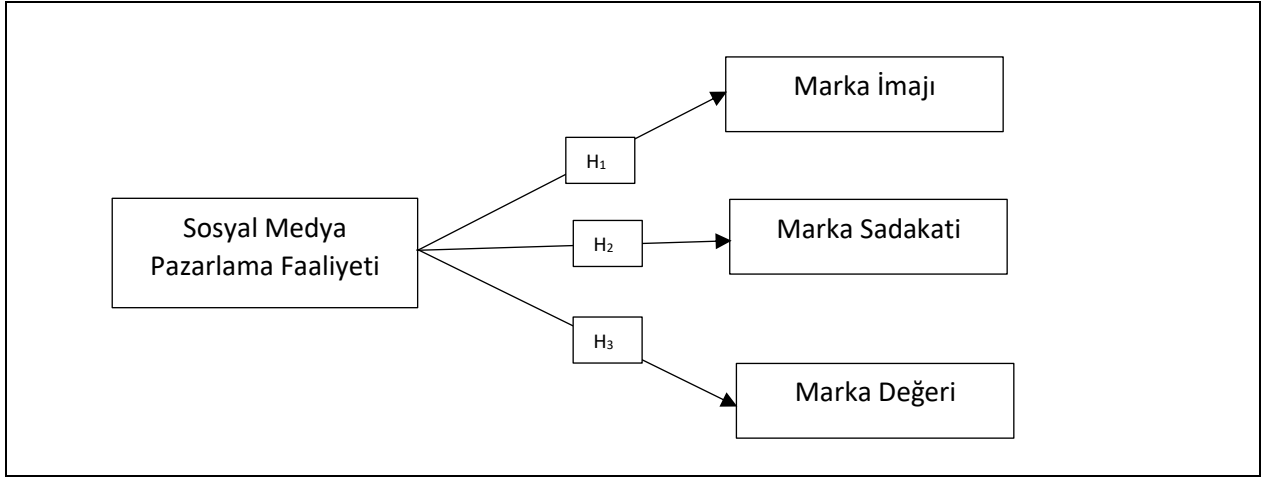 Marka İmajı
H₁
Sosyal Medya
Pazarlama Faaliyeti
Marka Sadakati
H₂
H₃
Marka Değeri